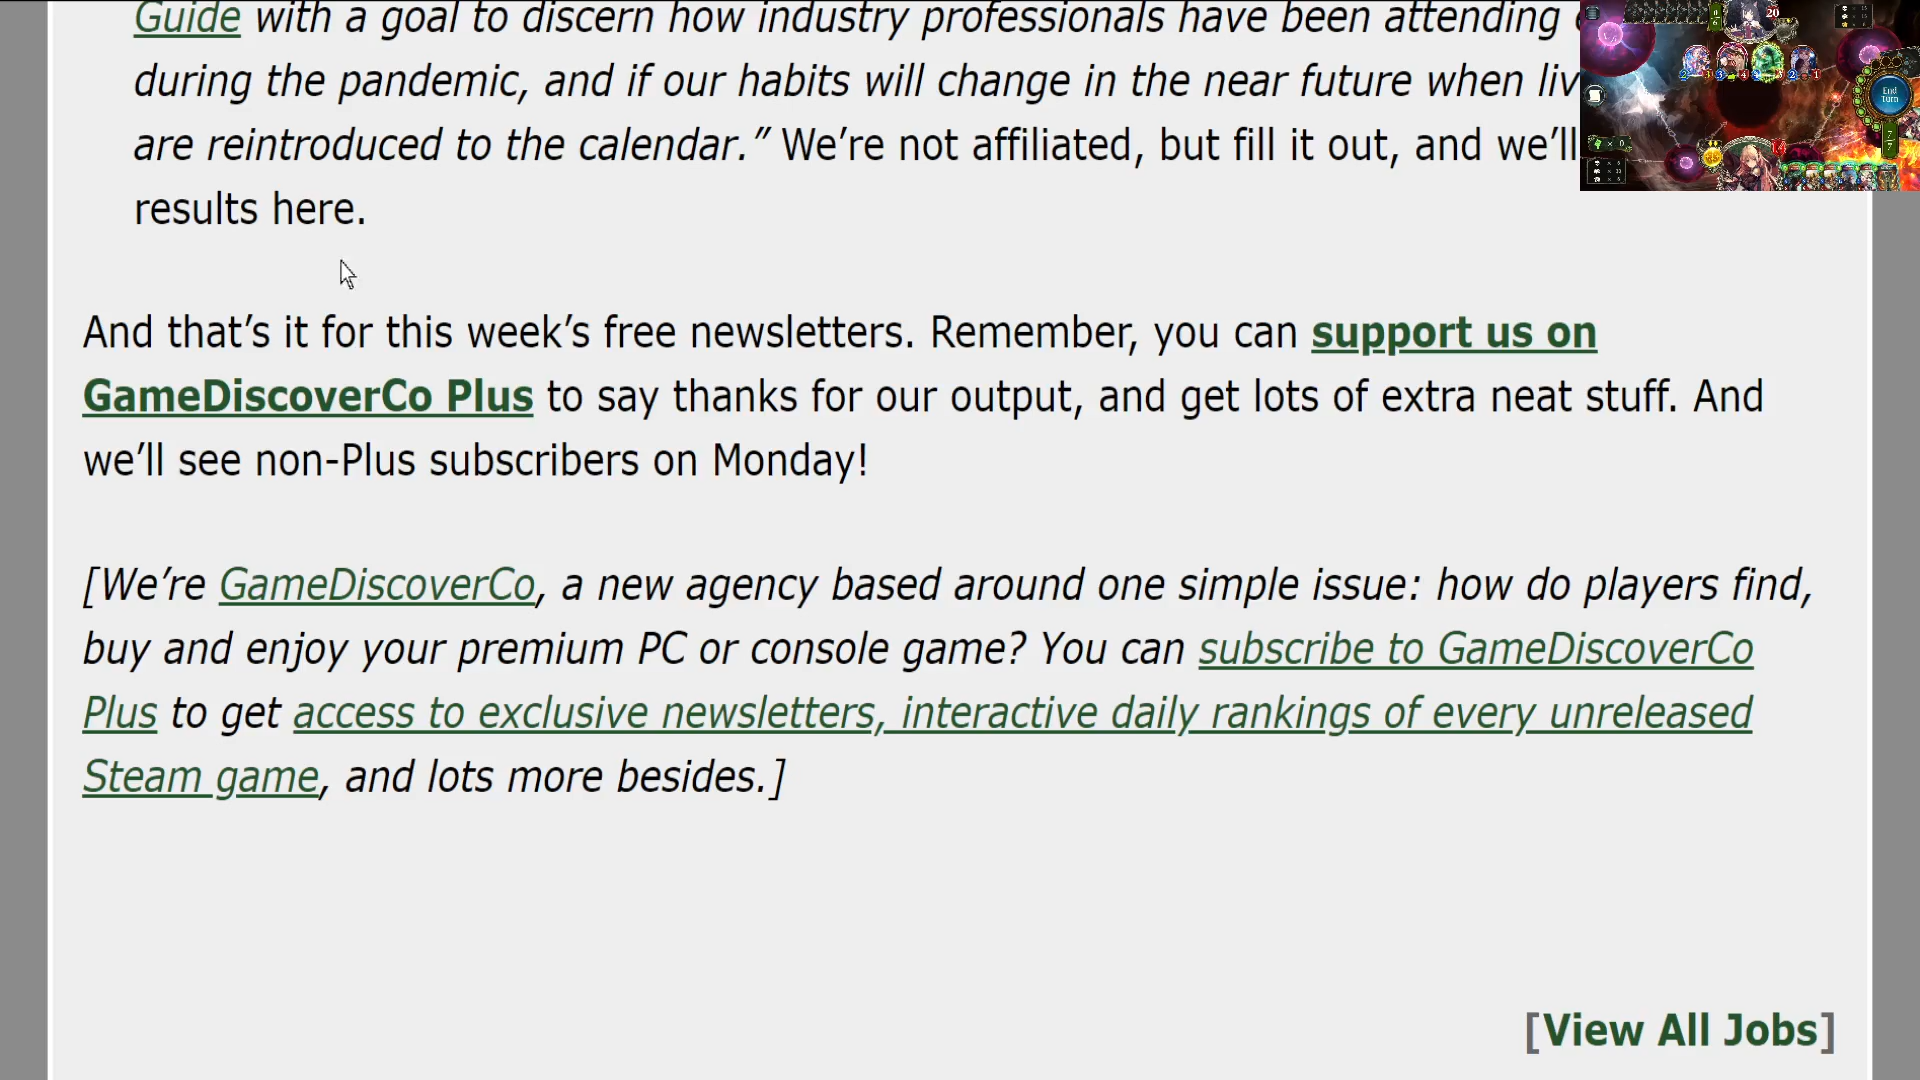 Guide with a goal to discern how industry professionals have been attending
during the pandemic, and if our habits will change in the near future when liv
are reintroduced to the calendar.” We’re not affiliated, but fill it out, and we’ll
results here.
And that’s it for this week’s free newsletters. Remember, you can support us on
GameDiscoverCo Plus to say thanks for our output, and get lots of extra neat stuff. And
we’ll see non-Plus subscribers on Monday!
[We’re GameDiscoverCo, a new agency based around one simple issue: how do players find,
buy and enjoy your premium PC or console game? You can subscribe to GameDiscoverCo
Plus to get access to exclusive newsletters, interactive daily rankings of every unreleased
Steam game, and lots more besides.]
[View All Jobs]
20
End
Turn